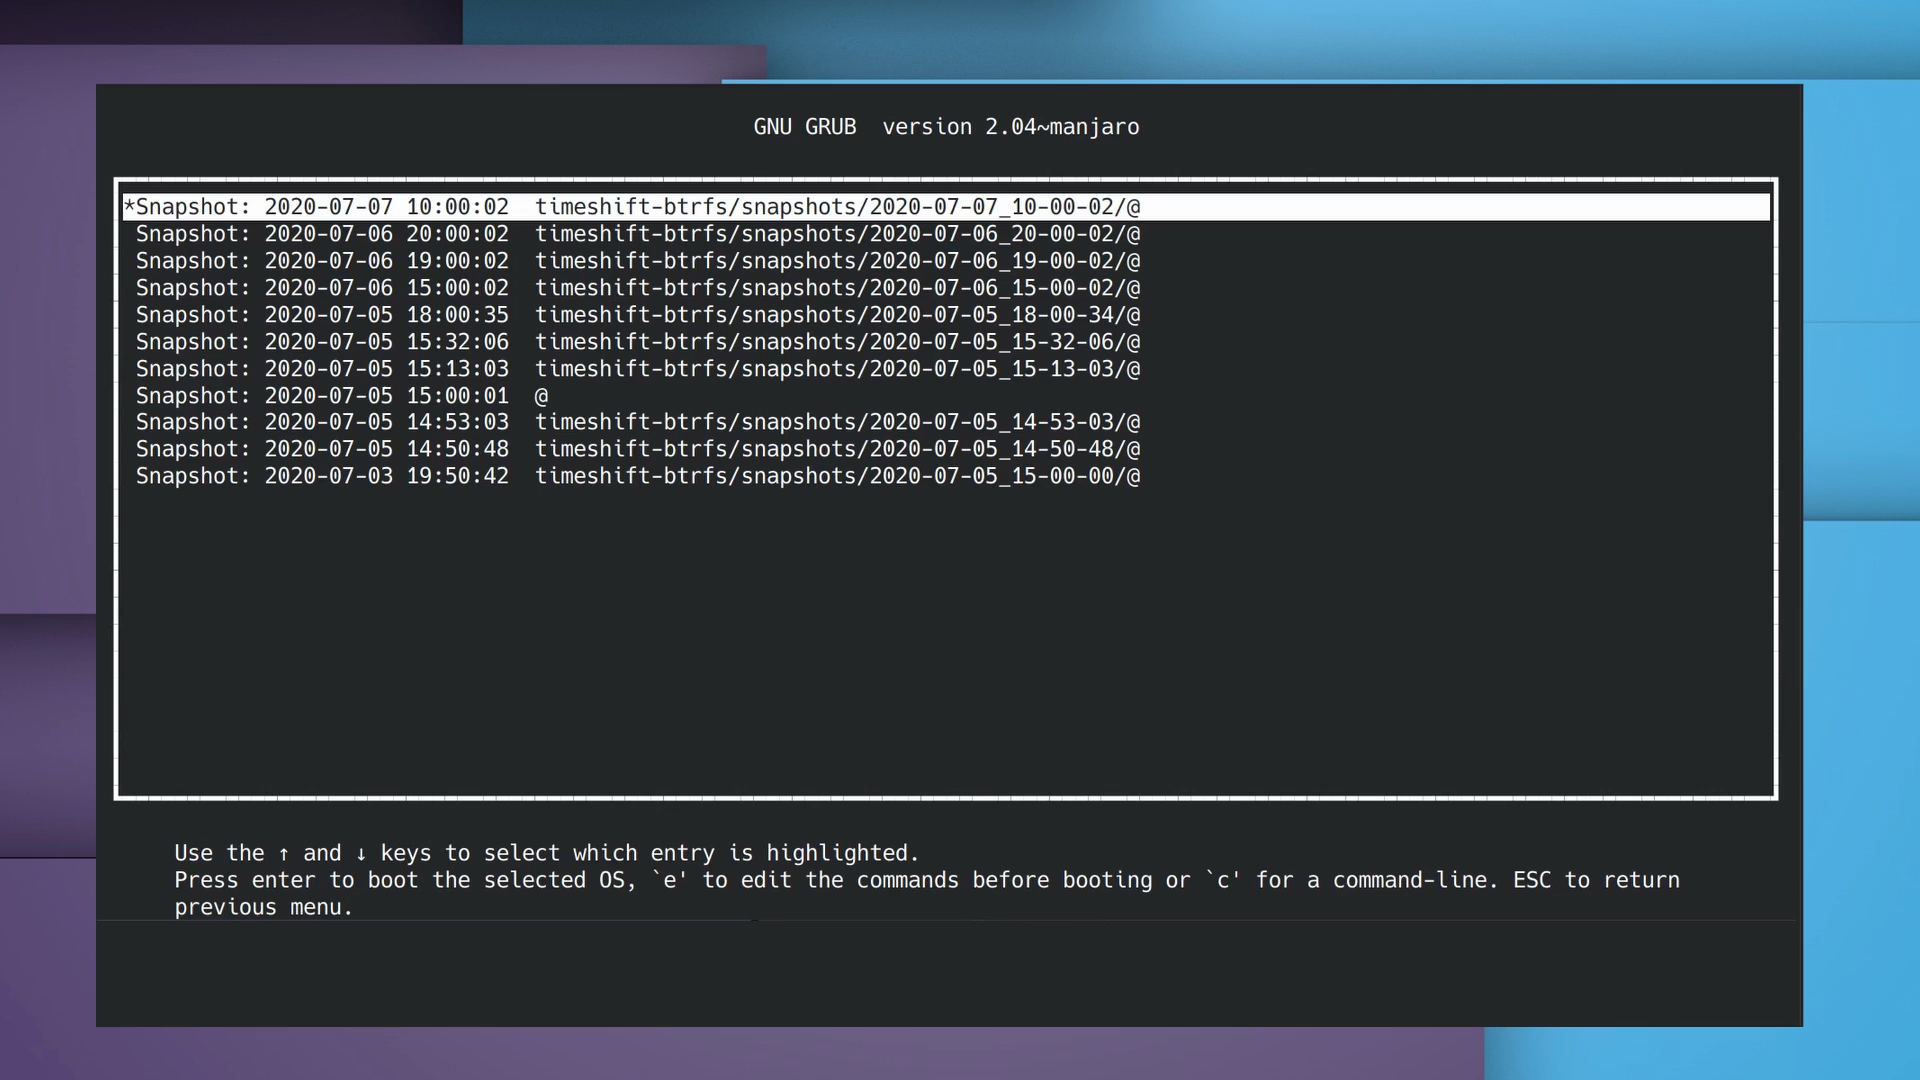 GNU GRUB  version 2.04~manjaro
*Snapshot: 2020-07-07 10:00:02  timeshift-btrfs/snapshots/2020-07-07_10-00-02/@
Snapshot: 2020-07-06 20:00:02  timeshift-btrfs/snapshots/2020-07-06_20-00-02/@
Snapshot: 2020-07-06 19:00:02  timeshift-btrfs/snapshots/2020-07-06_19-00-02/@
Snapshot: 2020-07-06 15:00:02  timeshift-btrfs/snapshots/2020-07-06_15-00-02/@
Snapshot: 2020-07-05 18:00:35  timeshift-btrfs/snapshots/2020-07-05_18-00-34/@
Snapshot: 2020-07-05 15:32:06  timeshift-btrfs/snapshots/2020-07-05_15-32-06/@
Snapshot: 2020-07-05 15:13:03  timeshift-btrfs/snapshots/2020-07-05_15-13-03/@
Snapshot: 2020-07-05 15:00:01  @
Snapshot: 2020-07-05 14:53:03  timeshift-btrfs/snapshots/2020-07-05_14-53-03/@
Snapshot: 2020-07-05 14:50:48  timeshift-btrfs/snapshots/2020-07-05_14-50-48/@
Snapshot: 2020-07-03 19:50:42  timeshift-btrfs/snapshots/2020-07-05_15-00-00/@
Use the ↑ and ↓ keys to select which entry is highlighted.
Press enter to boot the selected OS, `e' to edit the commands before booting or `c' for a command-line. ESC to return
previous menu.